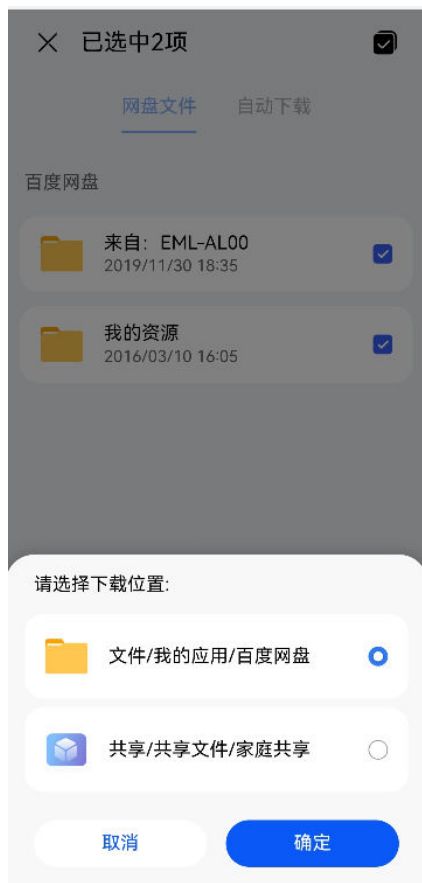 已选中2项
网盘文件
自动下载
百度网盘
来自：EML-AL00
2019/11/30 18:35
我的资源
2016/03/10 16:05
请选择下载位置:
文件/我的应用/百度网盘
共享/共享文件/家庭共享
取消
确定